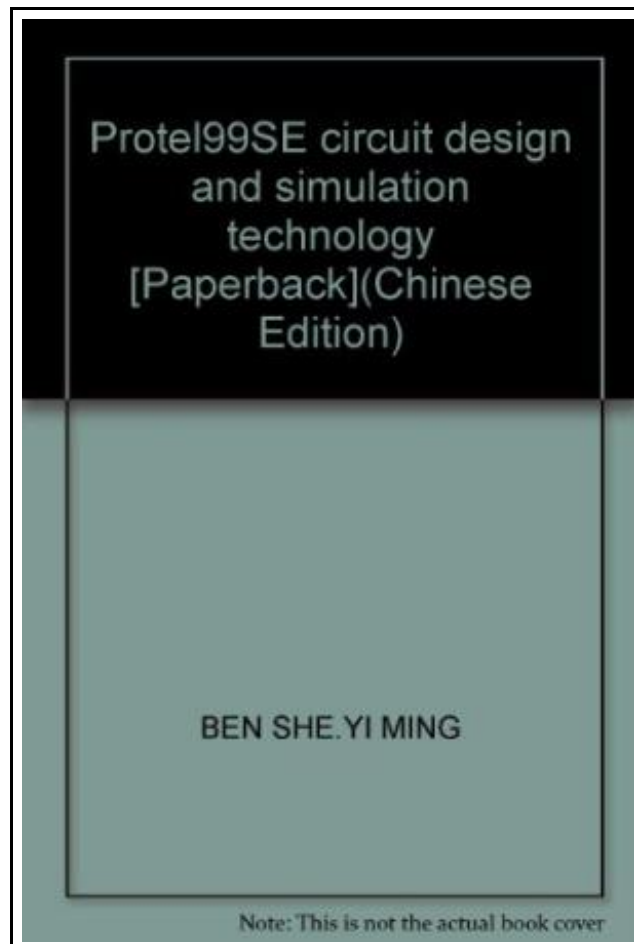 Protel99SE circuit design
and simulation
technology
[Paperback](Chinese
Edition)
BEN SHE.YI MING
Note: This is not the actual book cover